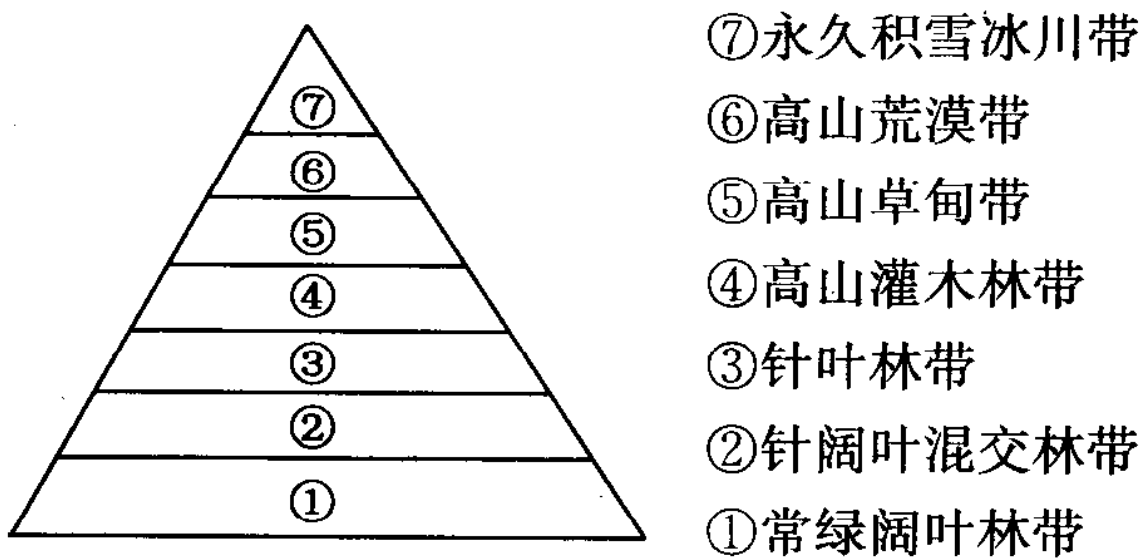 ⑦
⑥
⑤
④
③
②
①
⑦永久积雪冰川带
⑥高山荒漠带
⑤高山草甸带
④高山灌木林带
③针叶林带
②针阔叶混交林带
①常绿阔叶林带